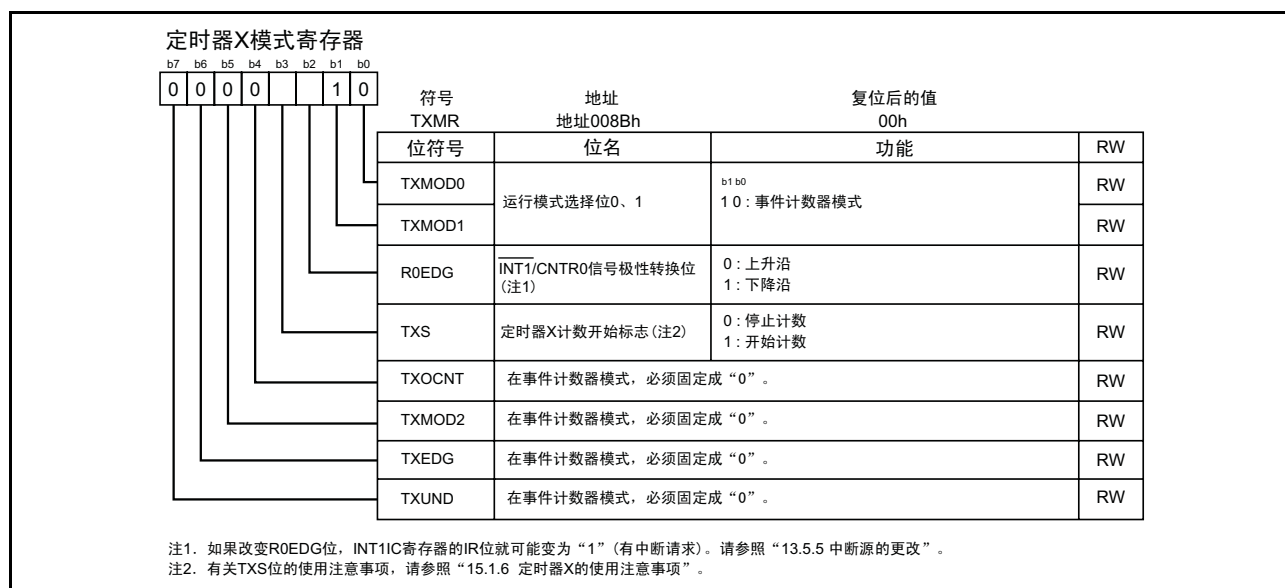 定时器X模式寄存器
b7 b6 b5 b4 b3 b2 b1 b0
0 0 0 0 1 0
符号 地址 复位后的值
TXMR 地址008Bh 00h
位符号 位名 功能 RW
TXMOD0 运行模式选择位0、1 b1 b0 RW
1 0 : 事件计数器模式
TXMOD1 RW
R0EDG INT1/CNTR0信号极性转换位 0 : 上升沿 RW
(注1) 1 : 下降沿
TXS 定时器X计数开始标志(注2) 0 : 停止计数 RW
1 : 开始计数
TXOCNT 在事件计数器模式，必须固定成“0”。 RW
TXMOD2 在事件计数器模式，必须固定成“0”。 RW
TXEDG 在事件计数器模式，必须固定成“0”。 RW
TXUND 在事件计数器模式，必须固定成“0”。 RW
注1. 如果改变R0EDG位，INT1IC寄存器的IR位就可能变为“1”(有中断请求)。请参照“13.5.5 中断源的更改”。
注2. 有关TXS位的使用注意事项，请参照“15.1.6 定时器X的使用注意事项”。